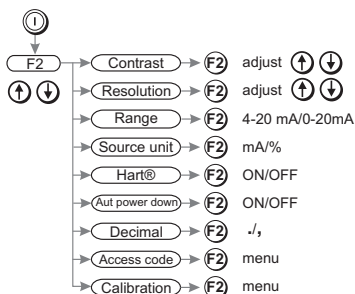 F2
Contrast F2 adjust
Resolution F2 adjust
Range F2 4-20 mA/0-20mA
Source unit F2 mA/%
Hart® F2 ON/OFF
Aut power down F2 ON/OFF
Decimal F2 ./,
Access code F2 menu
Calibration F2 menu